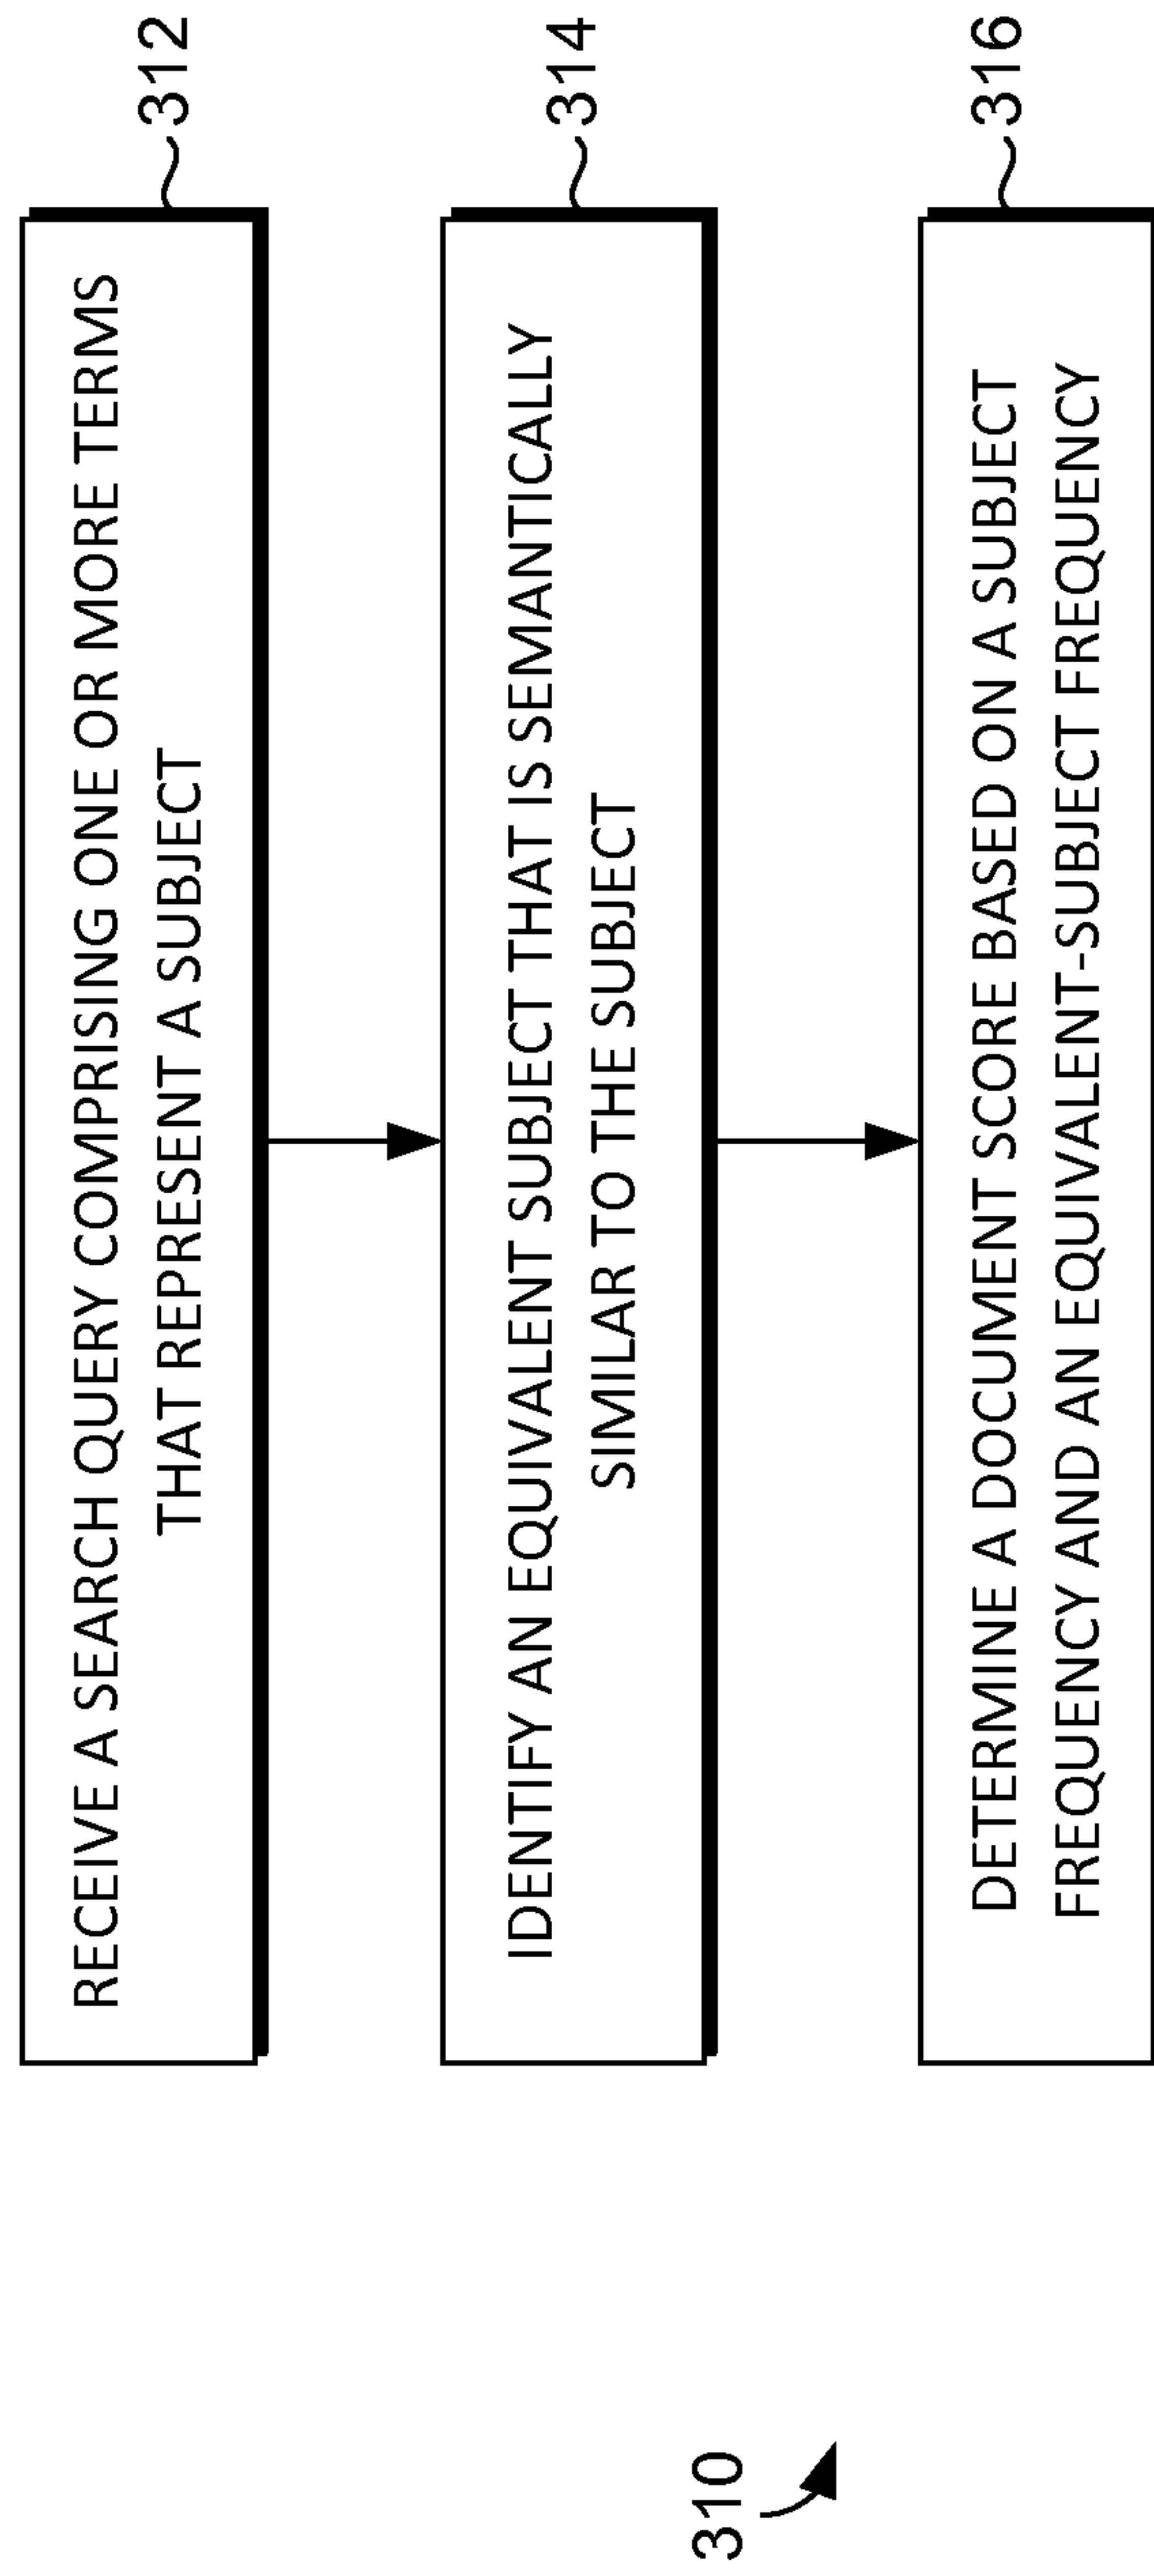 RECEIVE A SEARCH QUERY COMPRISING ONE OR MORE TERMS
THAT REPRESENT A SUBJECT
312
IDENTIFY AN EQUIVALENT SUBJECT THAT IS SEMANTICALLY
SIMILAR TO THE SUBJECT
314
310
DETERMINE A DOCUMENT SCORE BASED ON A SUBJECT
FREQUENCY AND AN EQUIVALENT-SUBJECT FREQUENCY
316